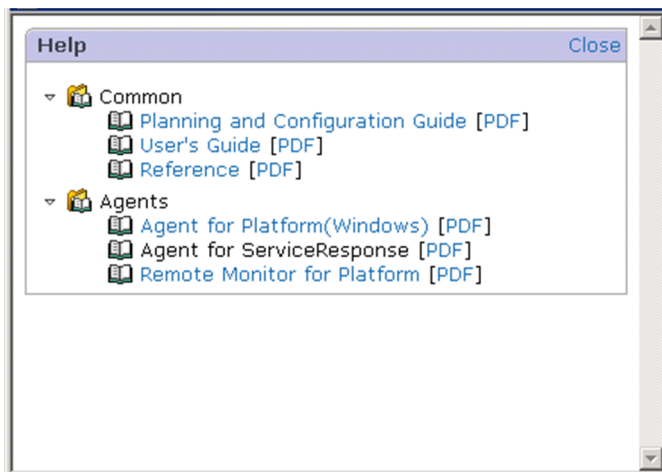 Help Close
Common
Planning and Configuration Guide [PDF]
User's Guide [PDF]
Reference [PDF]
Agents
Agent for Platform(Windows) [PDF]
Agent for ServiceResponse [PDF]
Remote Monitor for Platform [PDF]